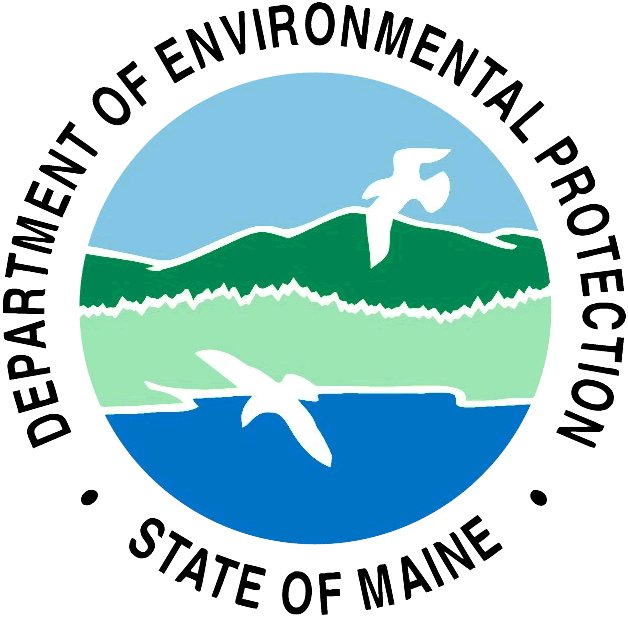 DEPARTMENT OF ENVIRONMENTAL PROTECTION
• STATE OF MAINE •